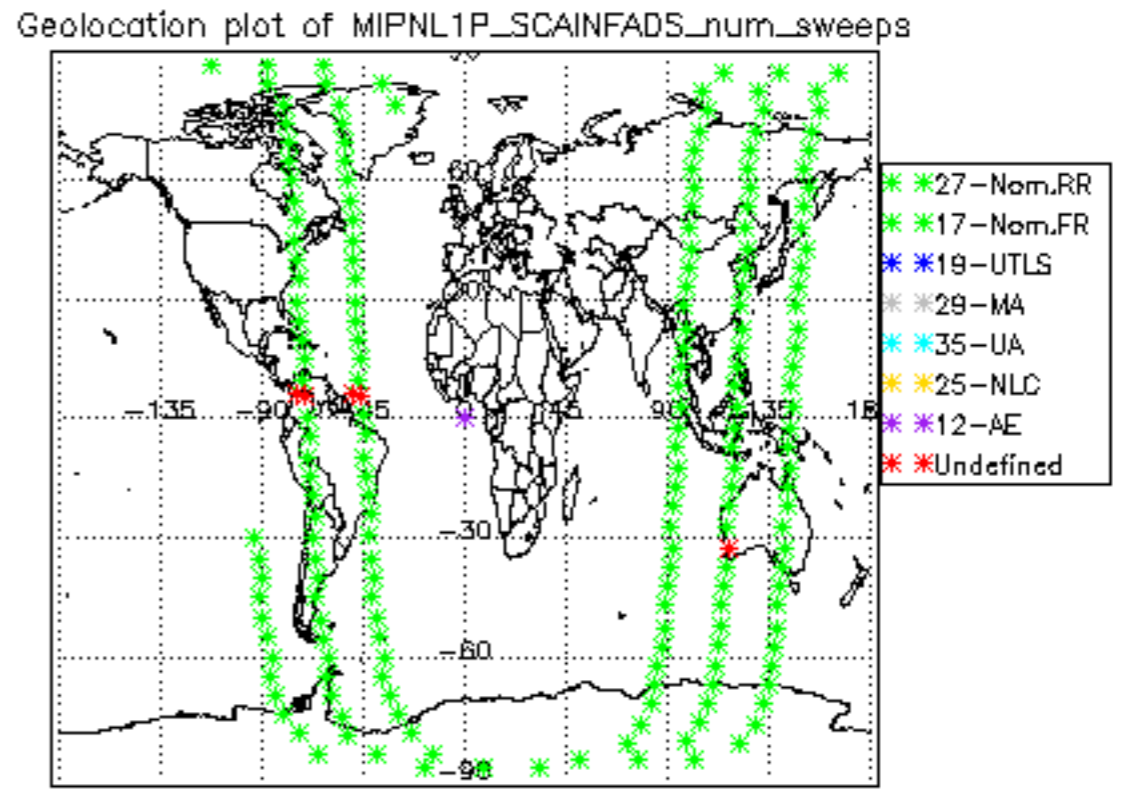 Geolocation plot of MIPNL1P_SCAINFADS_num_sweeps
60
27-Nom.RR
17-Nom.FR
19-UTLS
29-MA
35-UA
25-NLC
12-AE
Undefined
-135
-90
45
90
135
-30
-60
-90